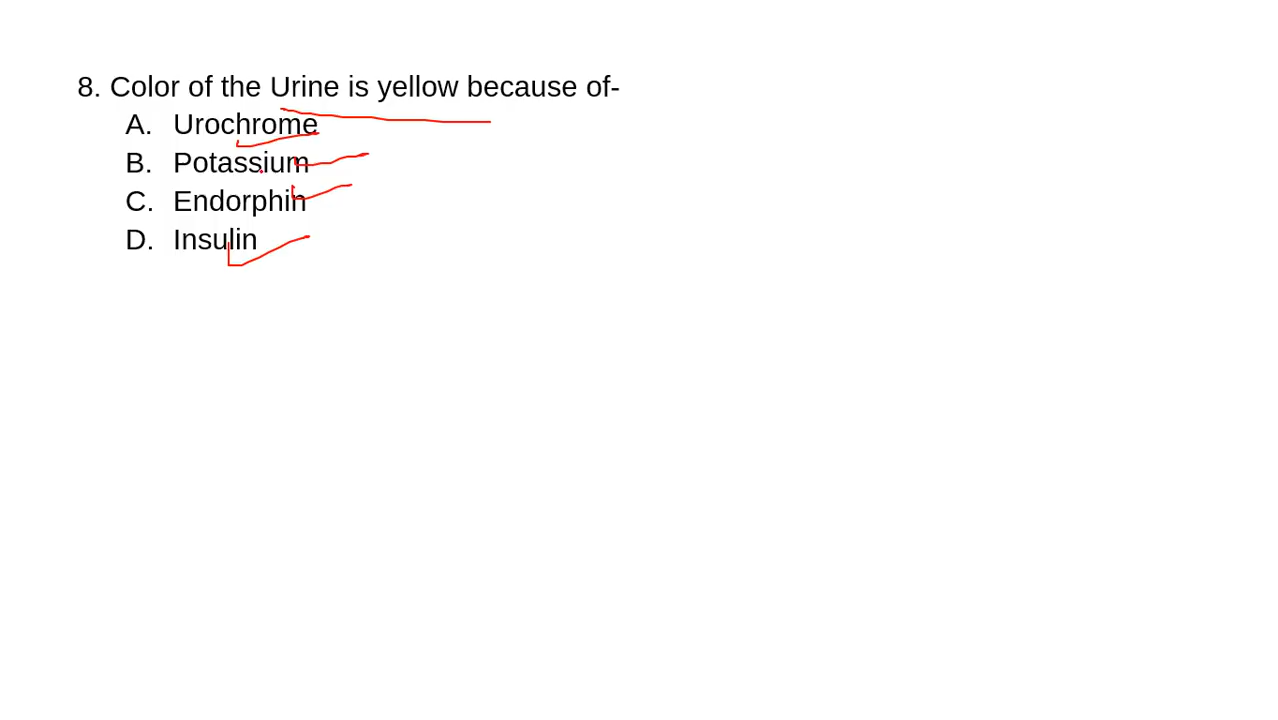 8. Color of the Urine is yellow because of-
A. Urochrome
B. Potassium
C. Endorphin
D. Insulin